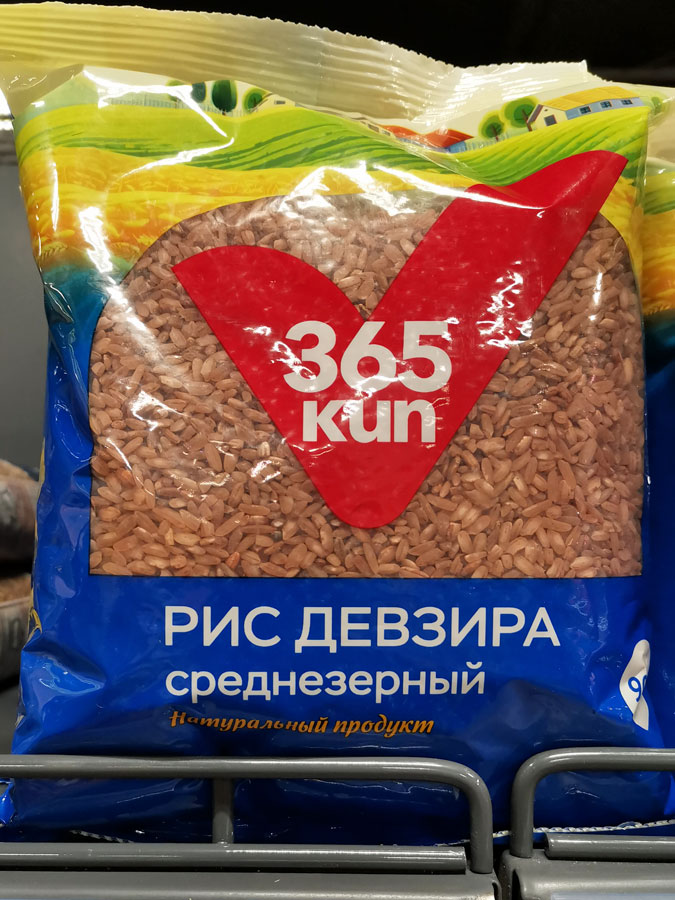 365
kun
РИС ДЕВЗИРА
среднезерный
Натуральный продукт